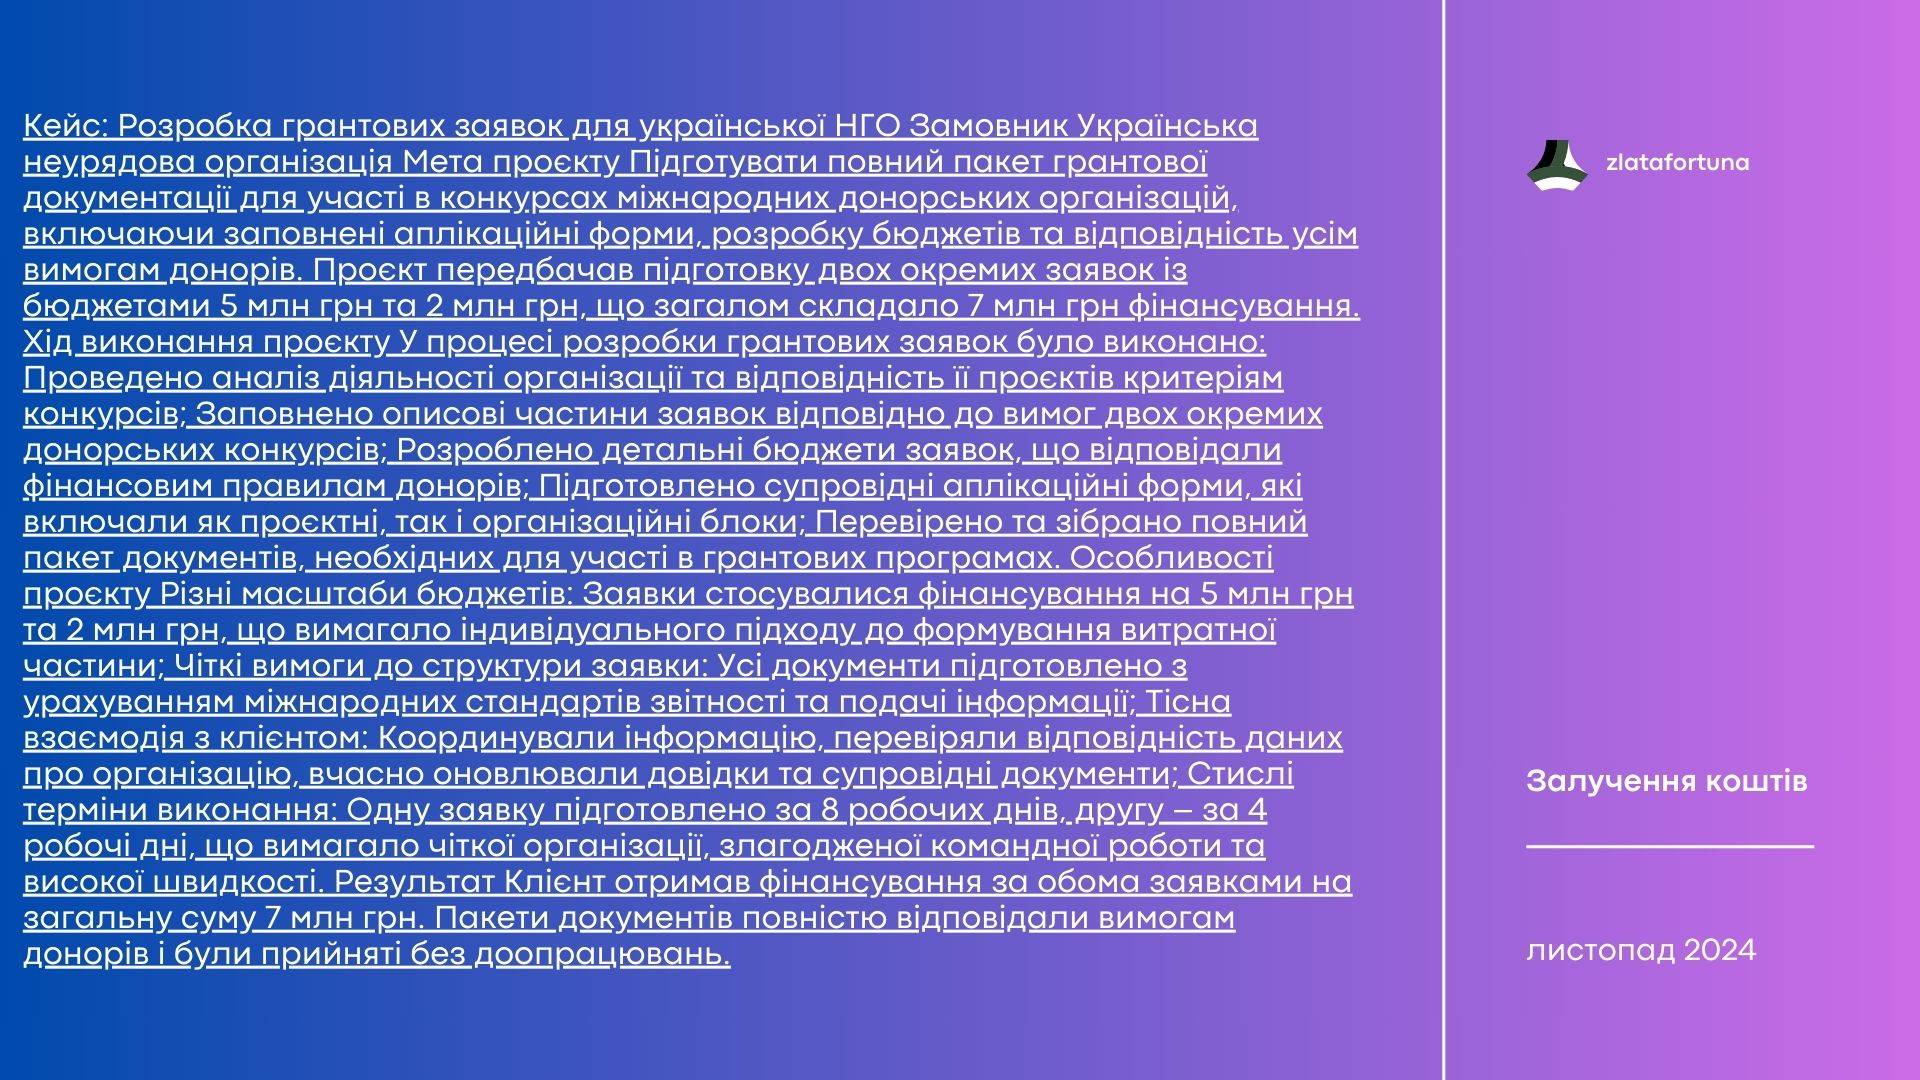 Кейс: Розробка грантових заявок для української НГО Замовник Українська
неурядова організація Мета проєкту Підготувати повний пакет грантової
документації для участі в конкурсах міжнародних донорських організацій,
включаючи заповнені аплікаційні форми, розробку бюджетів та відповідність усім
вимогам донорів. Проєкт передбачав підготовку двох окремих заявок із
бюджетами 5 млн грн та 2 млн грн, що загалом складало 7 млн грн фінансування.
Хід виконання проєкту У процесі розробки грантових заявок було виконано:
Проведено аналіз діяльності організації та відповідність її проєктів критеріям
конкурсів; Заповнено описові частини заявок відповідно до вимог двох окремих
донорських конкурсів; Розроблено детальні бюджети заявок, що відповідали
фінансовим правилам донорів; Підготовлено супровідні аплікаційні форми, які
включали як проєктні, так і організаційні блоки; Перевірено та зібрано повний
пакет документів, необхідних для участі в грантових програмах. Особливості
проєкту Різні масштаби бюджетів: Заявки стосувалися фінансування на 5 млн грн
та 2 млн грн, що вимагало індивідуального підходу до формування витратної
частини; Чіткі вимоги до структури заявки: Усі документи підготовлено з
урахуванням міжнародних стандартів звітності та подачі інформації; Тісна
взаємодія з клієнтом: Координували інформацію, перевіряли відповідність даних
про організацію, вчасно оновлювали довідки та супровідні документи; Стислі
терміни виконання: Одну заявку підготовлено за 8 робочих днів, другу – за 4
робочі дні, що вимагало чіткої організації, злагодженої командної роботи та
високої швидкості. Результат Клієнт отримав фінансування за обома заявками на
загальну суму 7 млн грн. Пакети документів повністю відповідали вимогам
донорів і були прийняті без доопрацювань.
zlatafortuna
Залучення коштів
листопад 2024